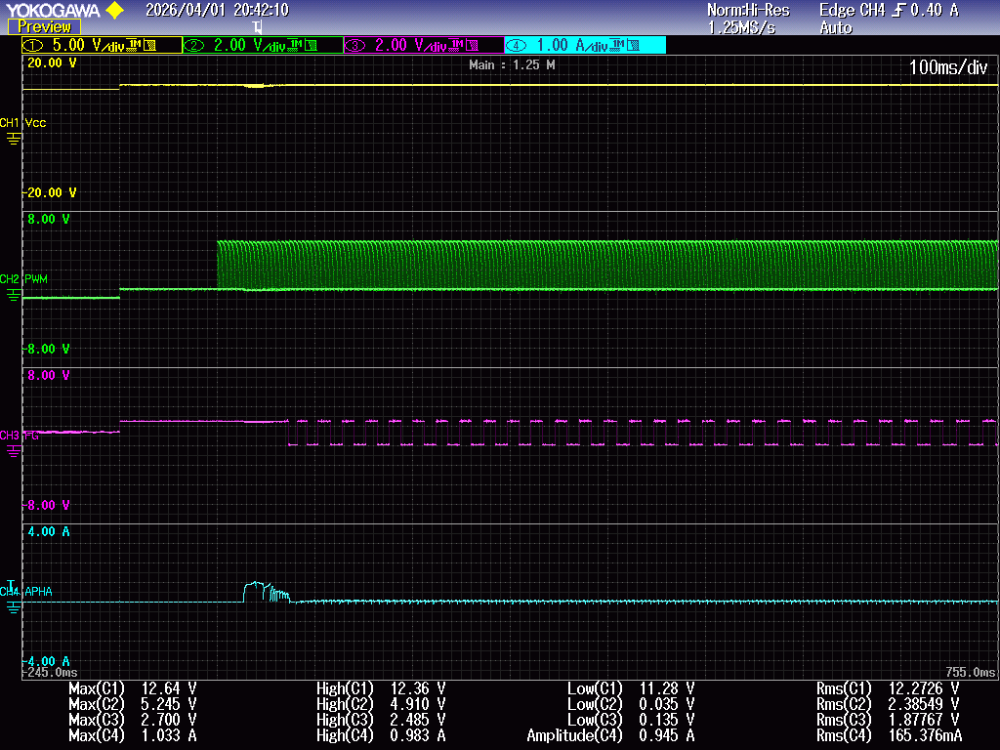 YOKOGAWA 2026/04/01 20:42:10 Norm:Hi-Res Edge CH4 0.40 A
Preview 1.25MS/s Auto
1 5.00 V/div 1M 2 2.00 V/div 1M 3 2.00 V/div 1M 4 1.00 A/div 1M
20.00 V Main : 1.25 M 100ms/div
CH1 Vcc
-20.00 V
8.00 V
CH2 PWM
-8.00 V
8.00 V
CH3 FG
-8.00 V
4.00 A
T
CH4 APHA
-4.00 A
-245.0ms 755.0ms
Max(C1) 12.64 V High(C1) 12.36 V Low(C1) 11.28 V Rms(C1) 12.2726 V
Max(C2) 5.245 V High(C2) 4.910 V Low(C2) 0.035 V Rms(C2) 2.38549 V
Max(C3) 2.700 V High(C3) 2.485 V Low(C3) 0.135 V Rms(C3) 1.87767 V
Max(C4) 1.033 A High(C4) 0.983 A Amplitude(C4) 0.945 A Rms(C4) 165.376mA